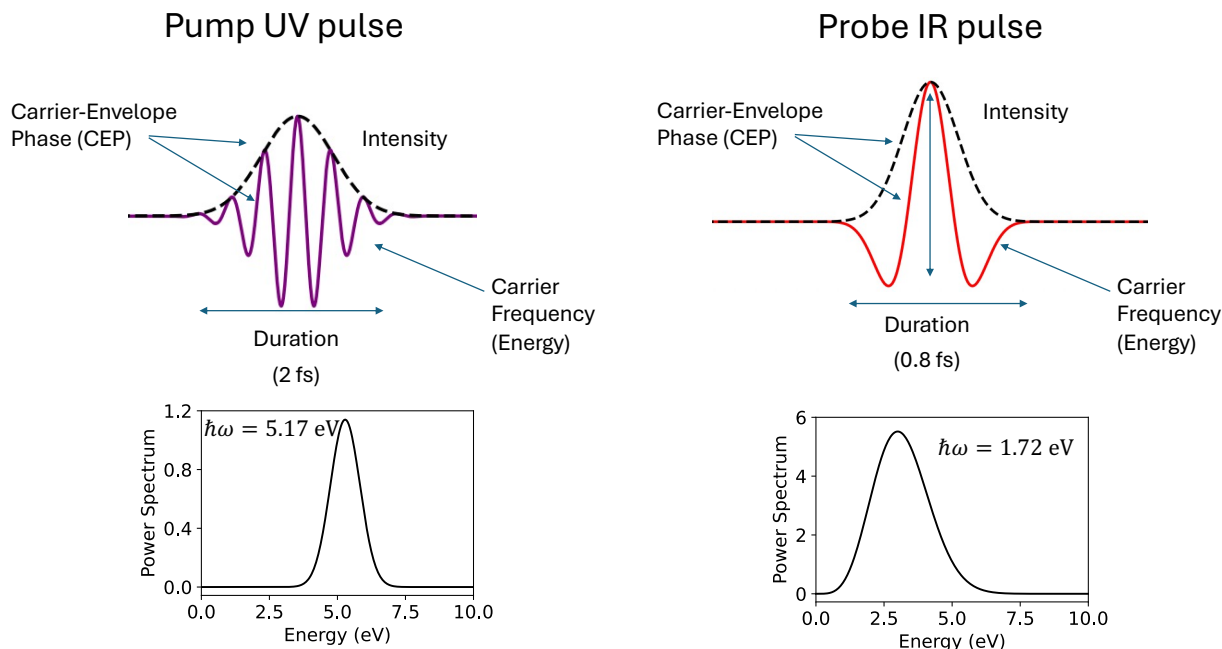 Pump UV pulse
Carrier-Envelope
Phase (CEP)
Intensity
Carrier
Frequency
(Energy)
Duration
(2 fs)
ℏω = 5.17 eV
Power Spectrum
1.2
0.8
0.4
0.0
0.0 2.5 5.0 7.5 10.0
Energy (eV)
Probe IR pulse
Carrier-Envelope
Phase (CEP)
Intensity
Carrier
Frequency
(Energy)
Duration
(0.8 fs)
ℏω = 1.72 eV
Power Spectrum
6
4
2
0
0.0 2.5 5.0 7.5 10.0
Energy (eV)